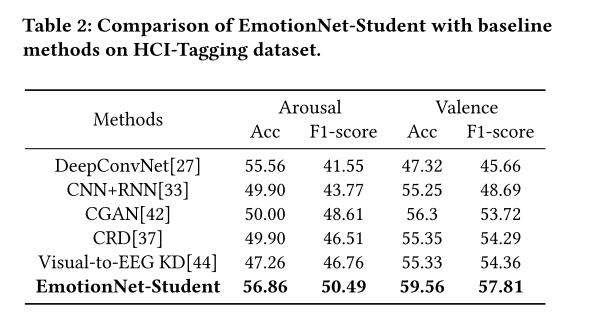 Table 2: Comparison of EmotionNet-Student with baseline
methods on HCI-Tagging dataset.
Methods Arousal Valence
Acc F1-score Acc F1-score
DeepConvNet[27] 55.56 41.55 47.32 45.66
CNN+RNN[33] 49.90 43.77 55.25 48.69
CGAN[42] 50.00 48.61 56.3 53.72
CRD[37] 49.90 46.51 55.35 54.29
Visual-to-EEG KD[44] 47.26 46.76 55.33 54.36
EmotionNet-Student 56.86 50.49 59.56 57.81